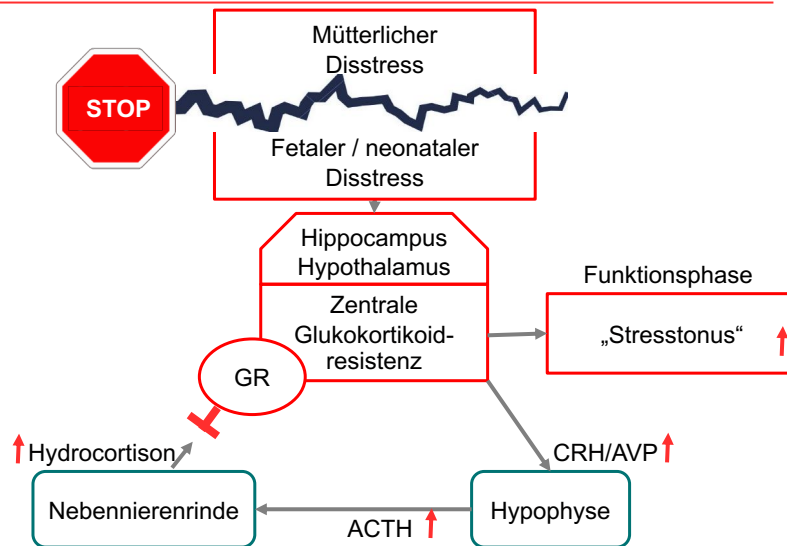 Mütterlicher
Disstress
STOP
Fetaler / neonataler
Disstress
Hippocampus
Hypothalamus
Zentrale
Glukokortikoid-
resistenz
Funktionsphase
„Stresstonus“
GR
Hydrocortison
CRH/AVP
Nebennierenrinde
ACTH
Hypophyse